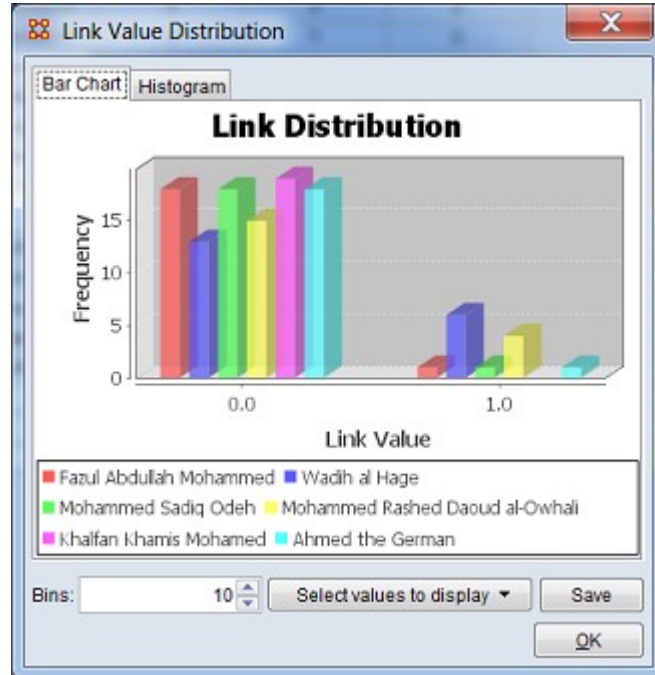 Link Value Distribution
Bar Chart Histogram
Link Distribution
Frequency
15
10
5
0
0.0 1.0
Link Value
Fazul Abdullah Mohammed Wadih al Hage
Mohammed Sadiq Odeh Mohammed Rashed Daoud al-Owhali
Khalfan Khamis Mohamed Ahmed the German
Bins: 10 Select values to display Save
OK